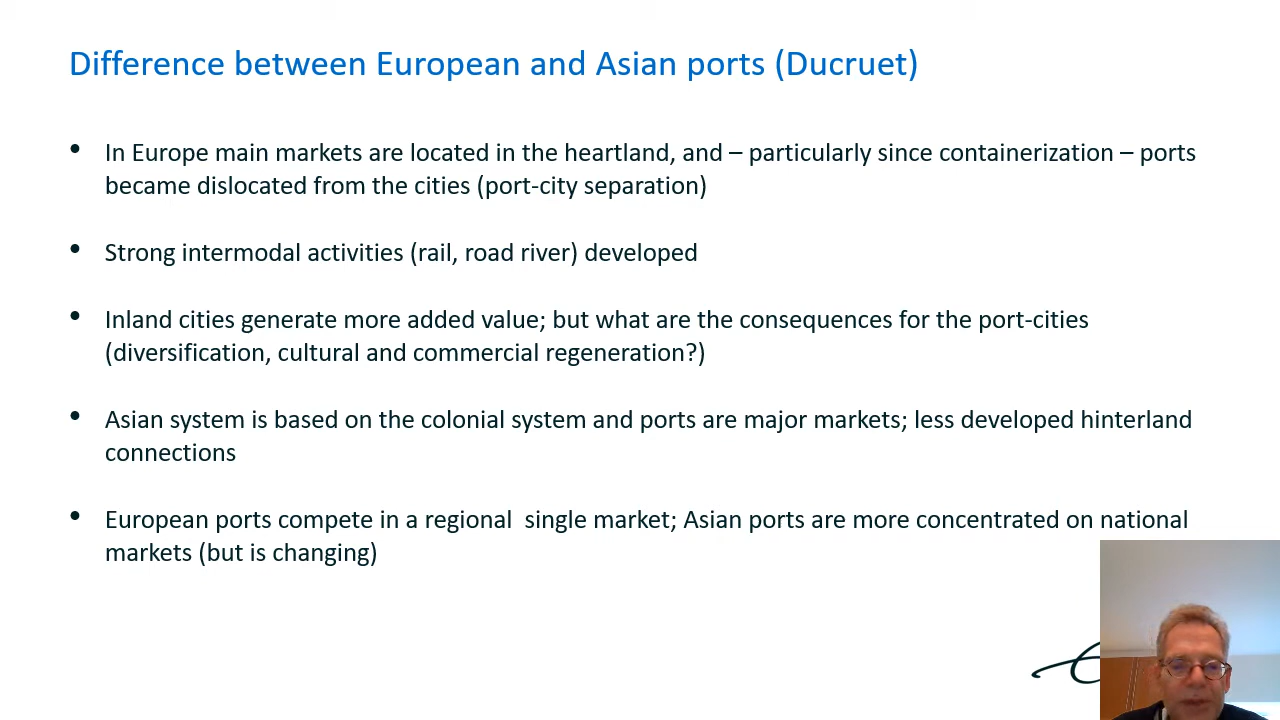 Difference between European and Asian ports (Ducruet)
• In Europe main markets are located in the heartland, and – particularly since containerization – ports
became dislocated from the cities (port-city separation)
• Strong intermodal activities (rail, road river) developed
• Inland cities generate more added value; but what are the consequences for the port-cities
(diversification, cultural and commercial regeneration?)
• Asian system is based on the colonial system and ports are major markets; less developed hinterland
connections
• European ports compete in a regional  single market; Asian ports are more concentrated on national
markets (but is changing)